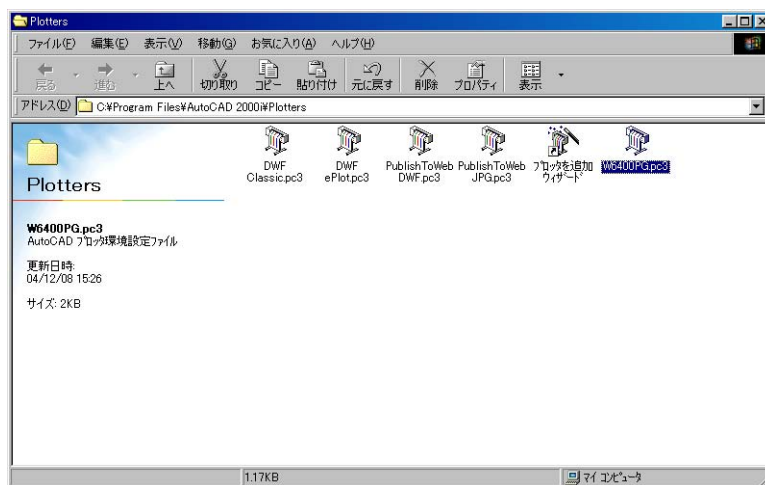 Plotters
ファイル(F) 編集(E) 表示(V) 移動(G) お気に入り(A) ヘルプ(H)
戻る 進む 上へ 切り取り コピー 貼り付け 元に戻す 削除 プロパティ 表示
アドレス(D) C:¥Program Files¥AutoCAD 2000i¥Plotters
DWF Classic.pc3
DWF ePlot.pc3
PublishToWeb DWF.pc3
PublishToWeb JPG.pc3
ﾌﾟﾛｯﾀを追加 ｳｨｻﾞｰﾄﾞ
W6400PG.pc3
Plotters
W6400PG.pc3
AutoCAD ﾌﾟﾛｯﾀ環境設定ﾌｧｲﾙ
更新日時:
04/12/08 15:26
サイズ: 2KB
1.17KB
ﾏｲ ｺﾝﾋﾟｭｰﾀ